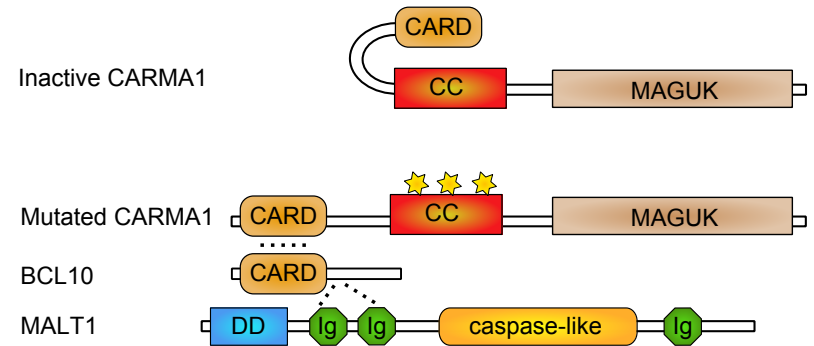 CARD
Inactive CARMA1 CC MAGUK
Mutated CARMA1 CARD CC MAGUK
BCL10 CARD
MALT1 DD Ig Ig caspase-like Ig